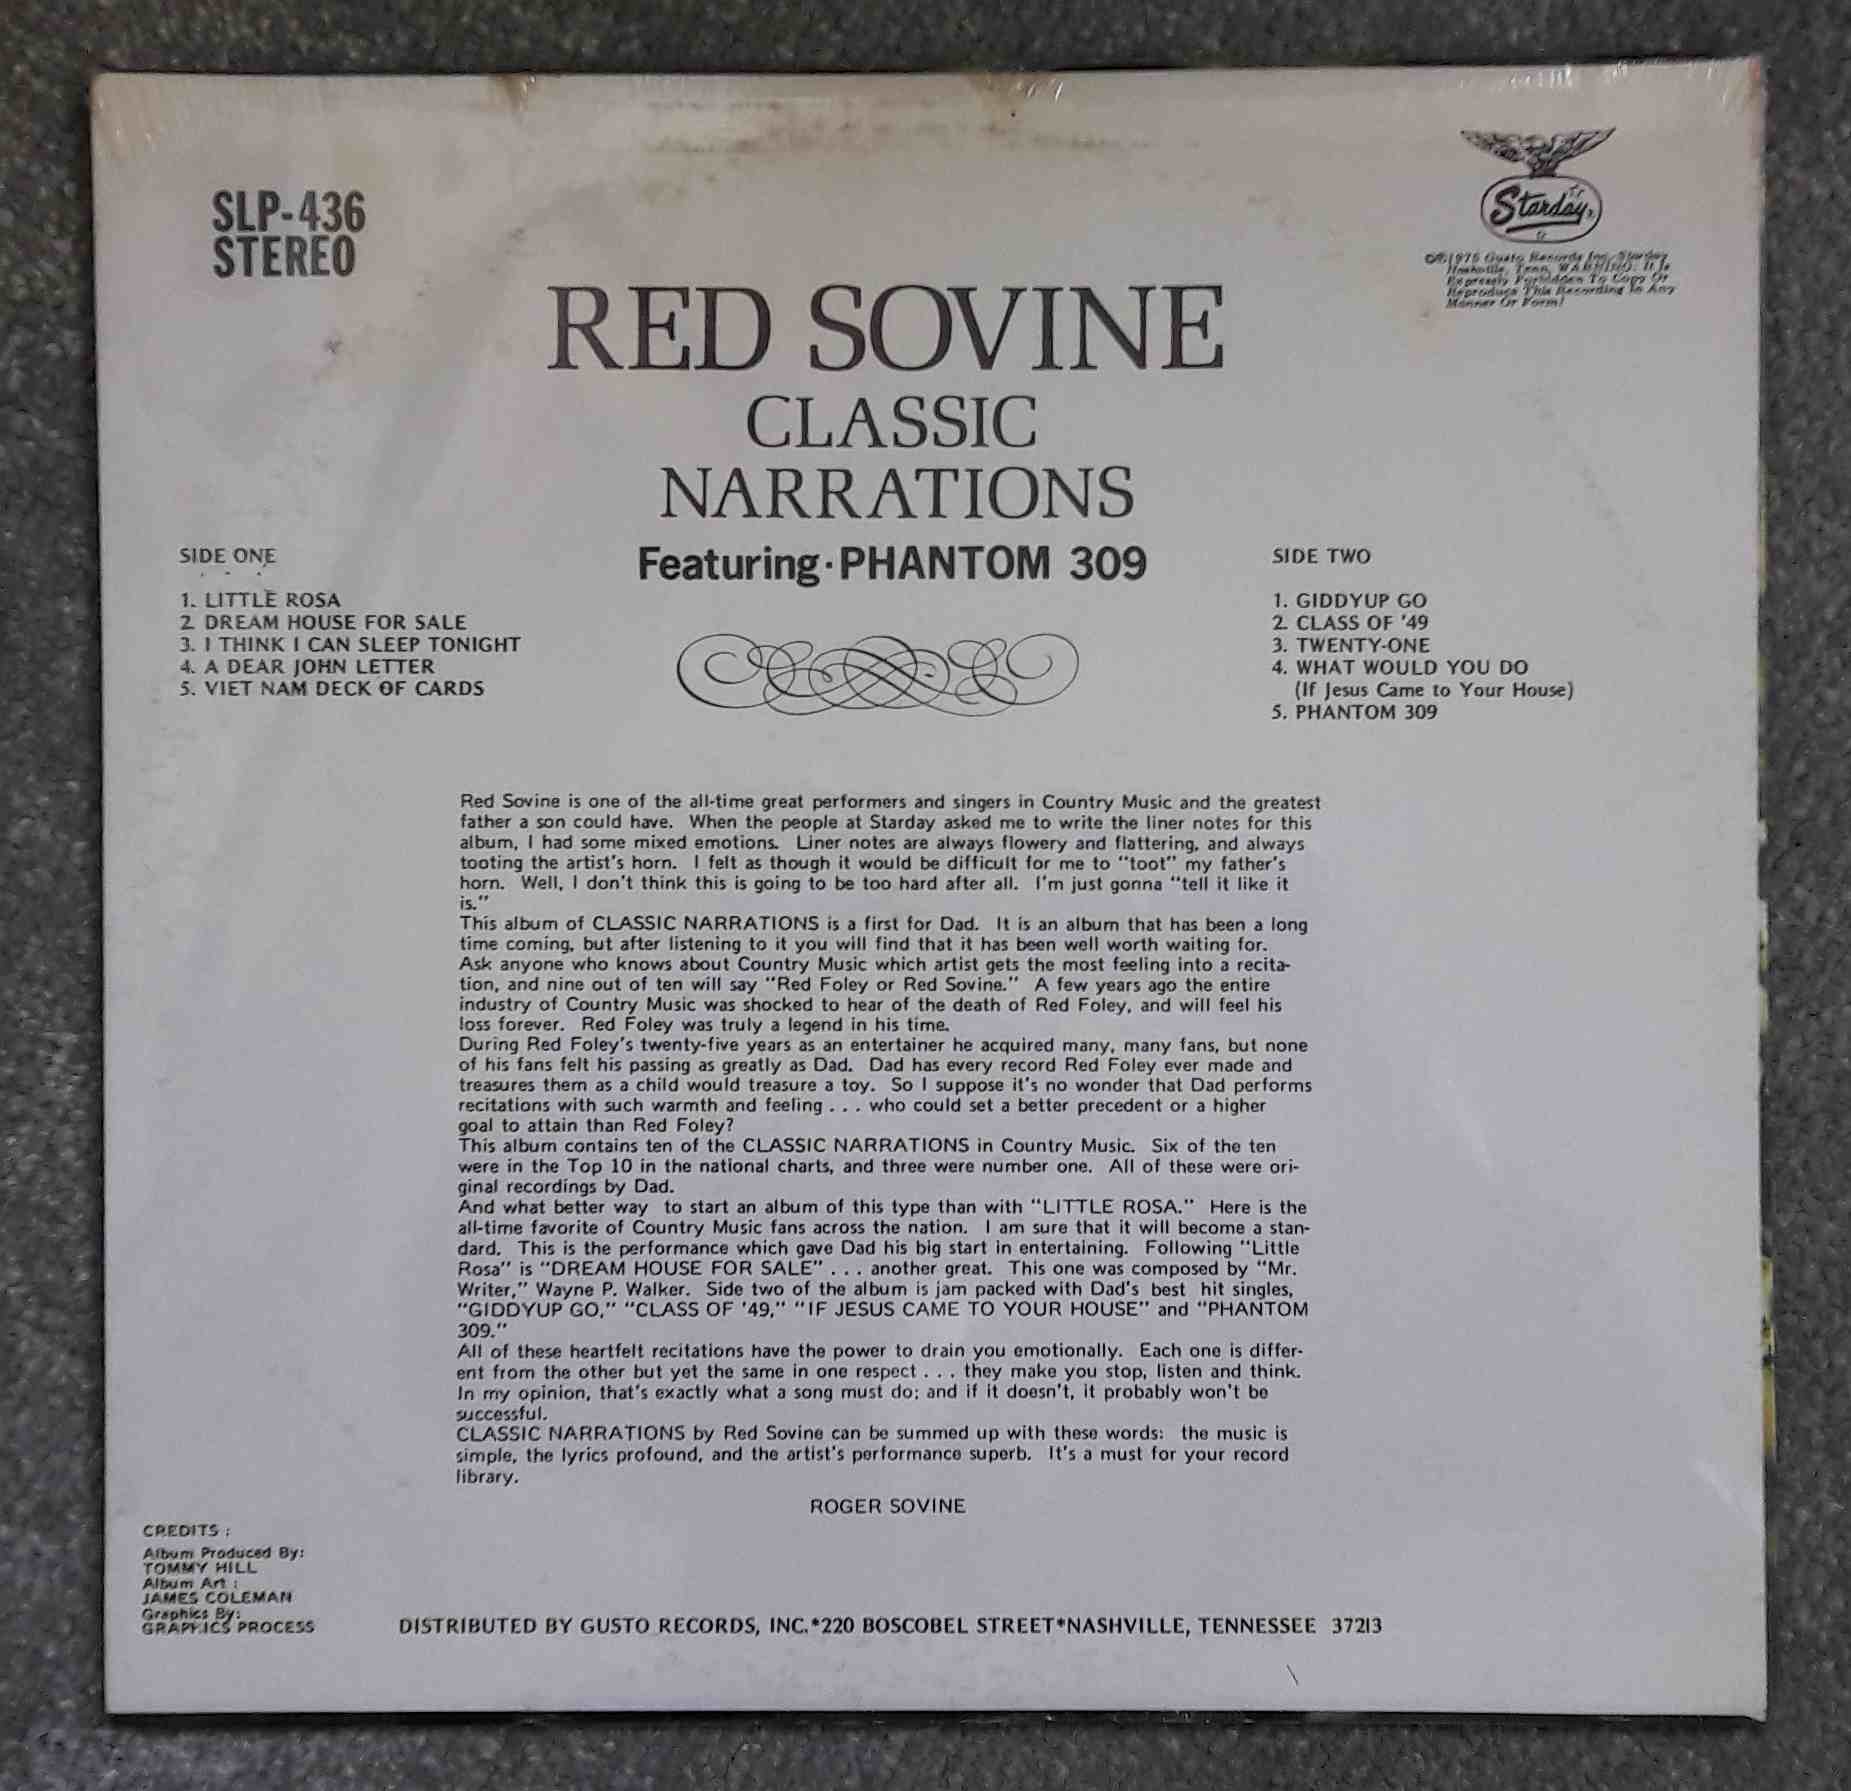 SLP-436
STEREO
Starday
℗©1975 Gusto Records Inc. Starday
Nashville, Tenn. WARNING: It Is
Expressly Forbidden To Copy Or
Reproduce This Recording In Any
Manner Or Form!
RED SOVINE
CLASSIC
NARRATIONS
Featuring·PHANTOM 309
SIDE ONE
1. LITTLE ROSA
2. DREAM HOUSE FOR SALE
3. I THINK I CAN SLEEP TONIGHT
4. A DEAR JOHN LETTER
5. VIET NAM DECK OF CARDS
SIDE TWO
1. GIDDYUP GO
2. CLASS OF '49
3. TWENTY-ONE
4. WHAT WOULD YOU DO
(If Jesus Came to Your House)
5. PHANTOM 309
Red Sovine is one of the all-time great performers and singers in Country Music and the greatest
father a son could have. When the people at Starday asked me to write the liner notes for this
album, I had some mixed emotions. Liner notes are always flowery and flattering, and always
tooting the artist's horn. I felt as though it would be difficult for me to "toot" my father's
horn. Well, I don't think this is going to be too hard after all. I'm just gonna "tell it like it
is."
This album of CLASSIC NARRATIONS is a first for Dad. It is an album that has been a long
time coming, but after listening to it you will find that it has been well worth waiting for.
Ask anyone who knows about Country Music which artist gets the most feeling into a recita-
tion, and nine out of ten will say "Red Foley or Red Sovine." A few years ago the entire
industry of Country Music was shocked to hear of the death of Red Foley, and will feel his
loss forever. Red Foley was truly a legend in his time.
During Red Foley's twenty-five years as an entertainer he acquired many, many fans, but none
of his fans felt his passing as greatly as Dad. Dad has every record Red Foley ever made and
treasures them as a child would treasure a toy. So I suppose it's no wonder that Dad performs
recitations with such warmth and feeling . . . who could set a better precedent or a higher
goal to attain than Red Foley?
This album contains ten of the CLASSIC NARRATIONS in Country Music. Six of the ten
were in the Top 10 in the national charts, and three were number one. All of these were ori-
ginal recordings by Dad.
And what better way to start an album of this type than with "LITTLE ROSA." Here is the
all-time favorite of Country Music fans across the nation. I am sure that it will become a stan-
dard. This is the performance which gave Dad his big start in entertaining. Following "Little
Rosa" is "DREAM HOUSE FOR SALE" . . . another great. This one was composed by "Mr.
Writer," Wayne P. Walker. Side two of the album is jam packed with Dad's best hit singles,
"GIDDYUP GO," "CLASS OF '49," "IF JESUS CAME TO YOUR HOUSE" and "PHANTOM
309."
All of these heartfelt recitations have the power to drain you emotionally. Each one is differ-
ent from the other but yet the same in one respect . . . they make you stop, listen and think.
In my opinion, that's exactly what a song must do; and if it doesn't, it probably won't be
successful.
CLASSIC NARRATIONS by Red Sovine can be summed up with these words: the music is
simple, the lyrics profound, and the artist's performance superb. It's a must for your record
library.
ROGER SOVINE
CREDITS :
Album Produced By:
TOMMY HILL
Album Art :
JAMES COLEMAN
Graphics By:
GRAPHICS PROCESS
DISTRIBUTED BY GUSTO RECORDS, INC.*220 BOSCOBEL STREET*NASHVILLE, TENNESSEE 37213